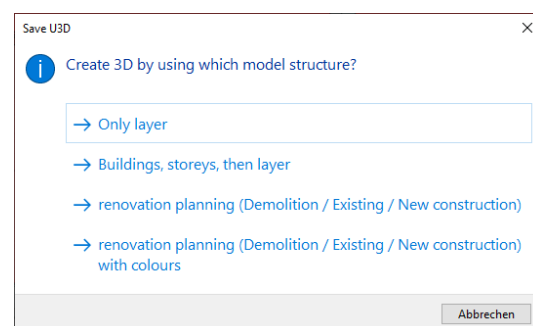 Save U3D
Create 3D by using which model structure?
Only layer
Buildings, storeys, then layer
renovation planning (Demolition / Existing / New construction)
renovation planning (Demolition / Existing / New construction)
with colours
Abbrechen